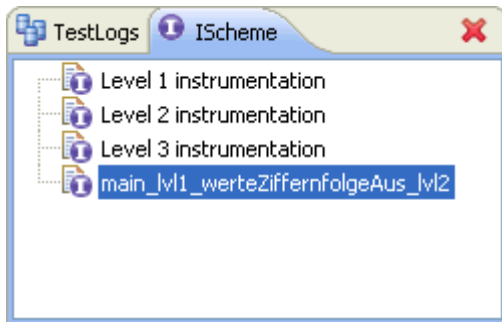 TestLogs IScheme
Level 1 instrumentation
Level 2 instrumentation
Level 3 instrumentation
main_lvl1_werteZiffernfolgeAus_lvl2